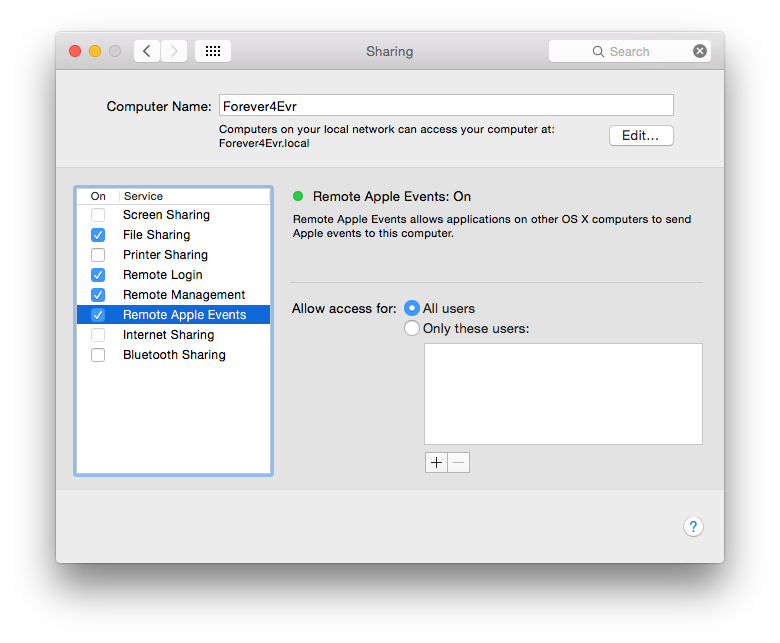 Sharing
Search
Computer Name: Forever4Evr
Computers on your local network can access your computer at:
Forever4Evr.local
Edit...
On Service
Screen Sharing
File Sharing
Printer Sharing
Remote Login
Remote Management
Remote Apple Events
Internet Sharing
Bluetooth Sharing
Remote Apple Events: On
Remote Apple Events allows applications on other OS X computers to send
Apple events to this computer.
Allow access for: All users
Only these users:
+ −
?